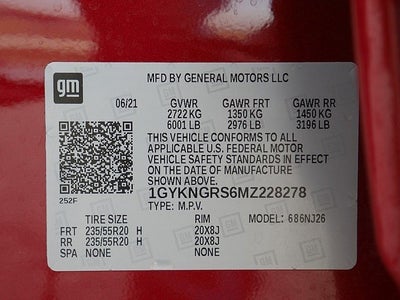 gm
MFD BY GENERAL MOTORS LLC
06/21 GVWR GAWR FRT GAWR RR
2722 KG 1350 KG 1450 KG
6001 LB 2976 LB 3196 LB
THIS VEHICLE CONFORMS TO ALL
APPLICABLE U.S. FEDERAL MOTOR
VEHICLE SAFETY STANDARDS IN EFFECT
ON THE DATE OF MANUFACTURE
SHOWN ABOVE.
252F
1GYKNGRS6MZ228278
TYPE: M.P.V.
TIRE SIZE RIM MODEL: 686NJ26
FRT 235/55R20 H 20X8J
RR 235/55R20 H 20X8J
SPA NONE NONE